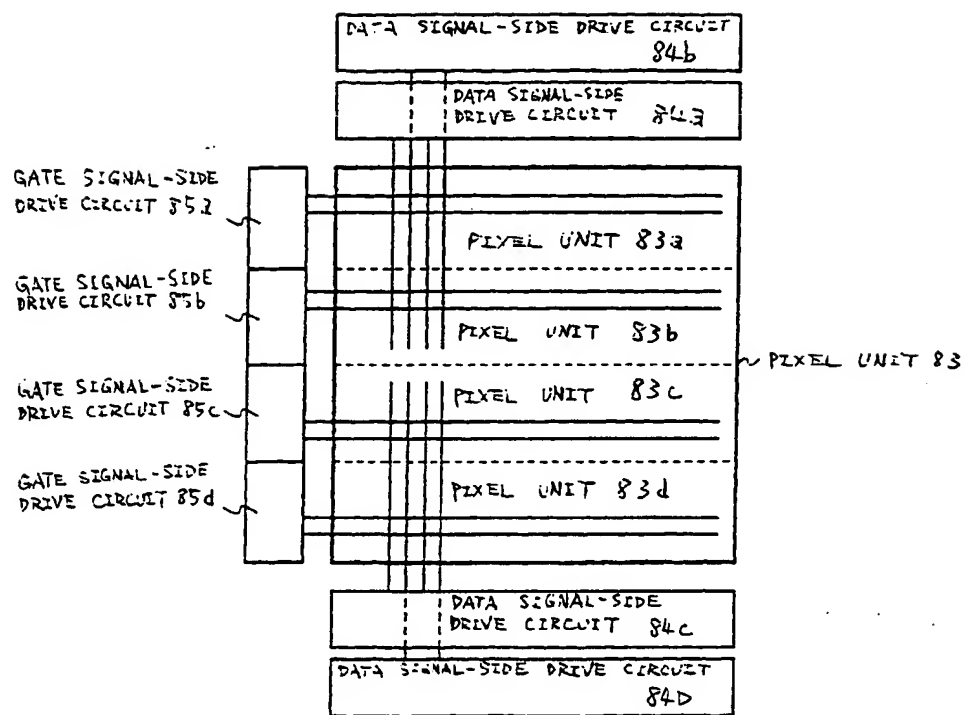 DATA SIGNAL-SIDE DRIVE CIRCUIT
84b
DATA SIGNAL-SIDE
DRIVE CIRCUIT 84a
GATE SIGNAL-SIDE
DRIVE CIRCUIT 85a
PIXEL UNIT 83a
GATE SIGNAL-SIDE
DRIVE CIRCUIT 85b
PIXEL UNIT 83b
PIXEL UNIT 83
GATE SIGNAL-SIDE
DRIVE CIRCUIT 85c
PIXEL UNIT 83c
GATE SIGNAL-SIDE
DRIVE CIRCUIT 85d
PIXEL UNIT 83d
DATA SIGNAL-SIDE
DRIVE CIRCUIT 84c
DATA SIGNAL-SIDE DRIVE CIRCUIT
84D